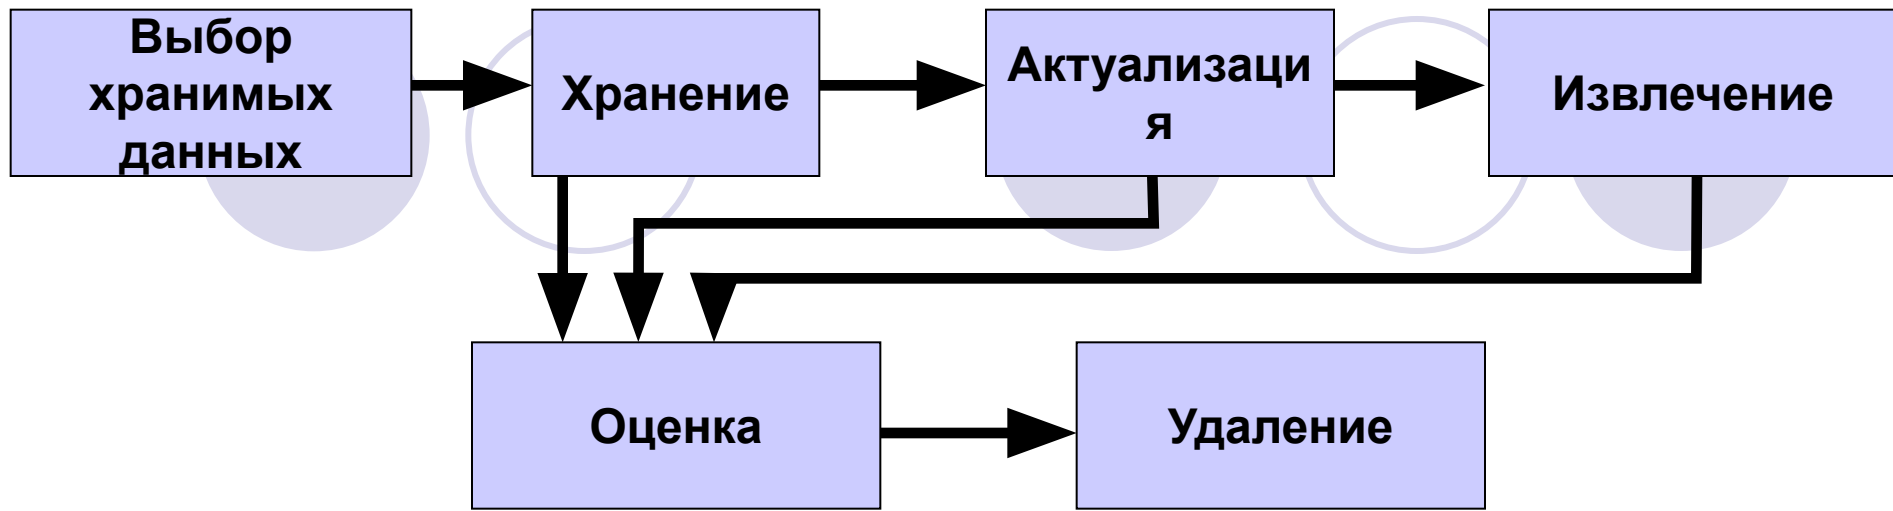 Выбор
хранимых
данных
Хранение
Актуализаци
я
Извлечение
Оценка
Удаление